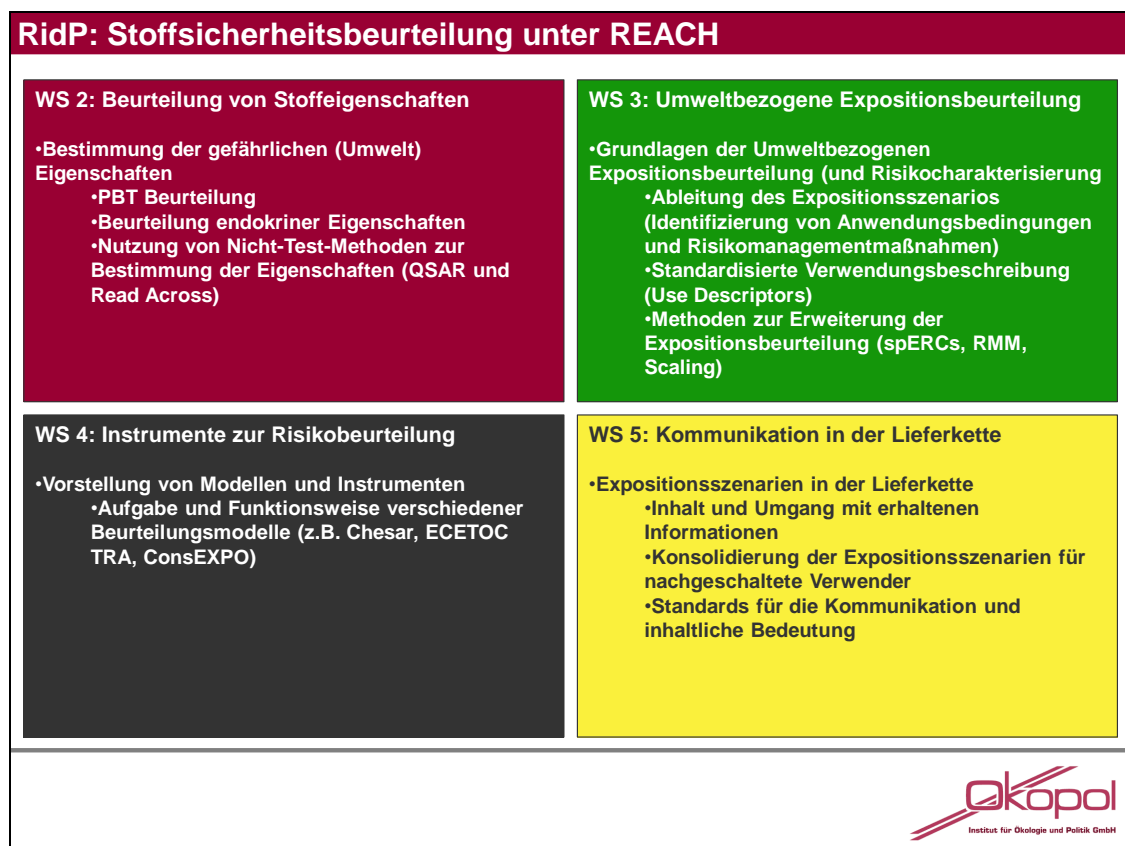 RidP: Stoffsicherheitsbeurteilung unter REACH
WS 2: Beurteilung von Stoffeigenschaften
•Bestimmung der gefährlichen (Umwelt)
Eigenschaften
•PBT Beurteilung
•Beurteilung endokriner Eigenschaften
•Nutzung von Nicht-Test-Methoden zur
Bestimmung der Eigenschaften (QSAR und
Read Across)
WS 3: Umweltbezogene Expositionsbeurteilung
•Grundlagen der Umweltbezogenen
Expositionsbeurteilung (und Risikocharakterisierung
•Ableitung des Expositionsszenarios
(Identifizierung von Anwendungsbedingungen
und Risikomanagementmaßnahmen)
•Standardisierte Verwendungsbeschreibung
(Use Descriptors)
•Methoden zur Erweiterung der
Expositionsbeurteilung (spERCs, RMM,
Scaling)
WS 4: Instrumente zur Risikobeurteilung
•Vorstellung von Modellen und Instrumenten
•Aufgabe und Funktionsweise verschiedener
Beurteilungsmodelle (z.B. Chesar, ECETOC
TRA, ConsEXPO)
WS 5: Kommunikation in der Lieferkette
•Expositionsszenarien in der Lieferkette
•Inhalt und Umgang mit erhaltenen
Informationen
•Konsolidierung der Expositionsszenarien für
nachgeschaltete Verwender
•Standards für die Kommunikation und
inhaltliche Bedeutung
Ökopol
Institut für Ökologie und Politik GmbH